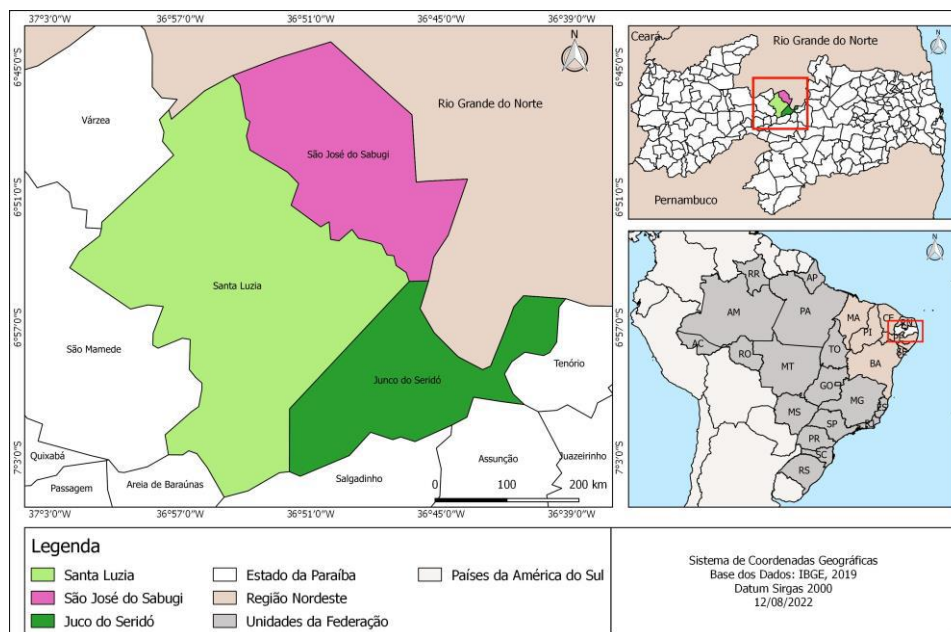 37°3'0"W 36°57'0"W 36°51'0"W 36°45'0"W 36°39'0"W
6°45'0"S 6°51'0"S 6°57'0"S 7°3'0"S
N
Várzea
Rio Grande do Norte
São José do Sabugi
Santa Luzia
São Mamede
Junco do Seridó
Tenório
Quixabá
Passagem
Areia de Baraúnas
Salgadinho
Assunção
Juazeirinho
0 100 200 km
6°45'0"S 6°51'0"S 6°57'0"S 7°3'0"S
37°3'0"W 36°57'0"W 36°51'0"W 36°45'0"W 36°39'0"W
Ceará
Rio Grande do Norte
N
Pernambuco
N
RR
AP
AM
PA
MA
CE
PI
AC
RO
TO
MT
BA
GO
MG
MS
ES
SP
PR
SC
RS
Legenda
Santa Luzia
São José do Sabugi
Juco do Seridó
Estado da Paraíba
Região Nordeste
Unidades da Federação
Países da América do Sul
Sistema de Coordenadas Geográficas
Base dos Dados: IBGE, 2019
Datum Sirgas 2000
12/08/2022